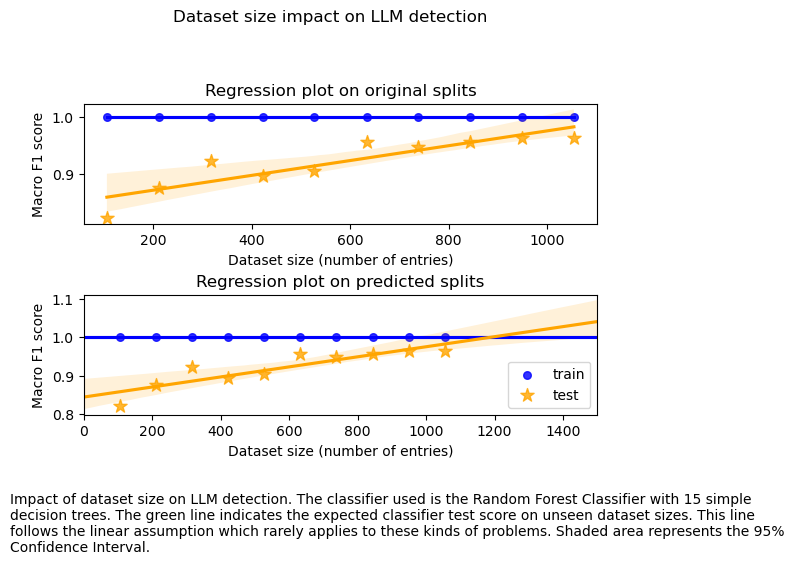 Dataset size impact on LLM detection
Regression plot on original splits
1.0
0.9
Macro F1 score
200 400 600 800 1000
Dataset size (number of entries)
Regression plot on predicted splits
1.1
1.0
0.9
0.8
Macro F1 score
train
test
0 200 400 600 800 1000 1200 1400
Dataset size (number of entries)
Impact of dataset size on LLM detection. The classifier used is the Random Forest Classifier with 15 simple
decision trees. The green line indicates the expected classifier test score on unseen dataset sizes. This line
follows the linear assumption which rarely applies to these kinds of problems. Shaded area represents the 95%
Confidence Interval.